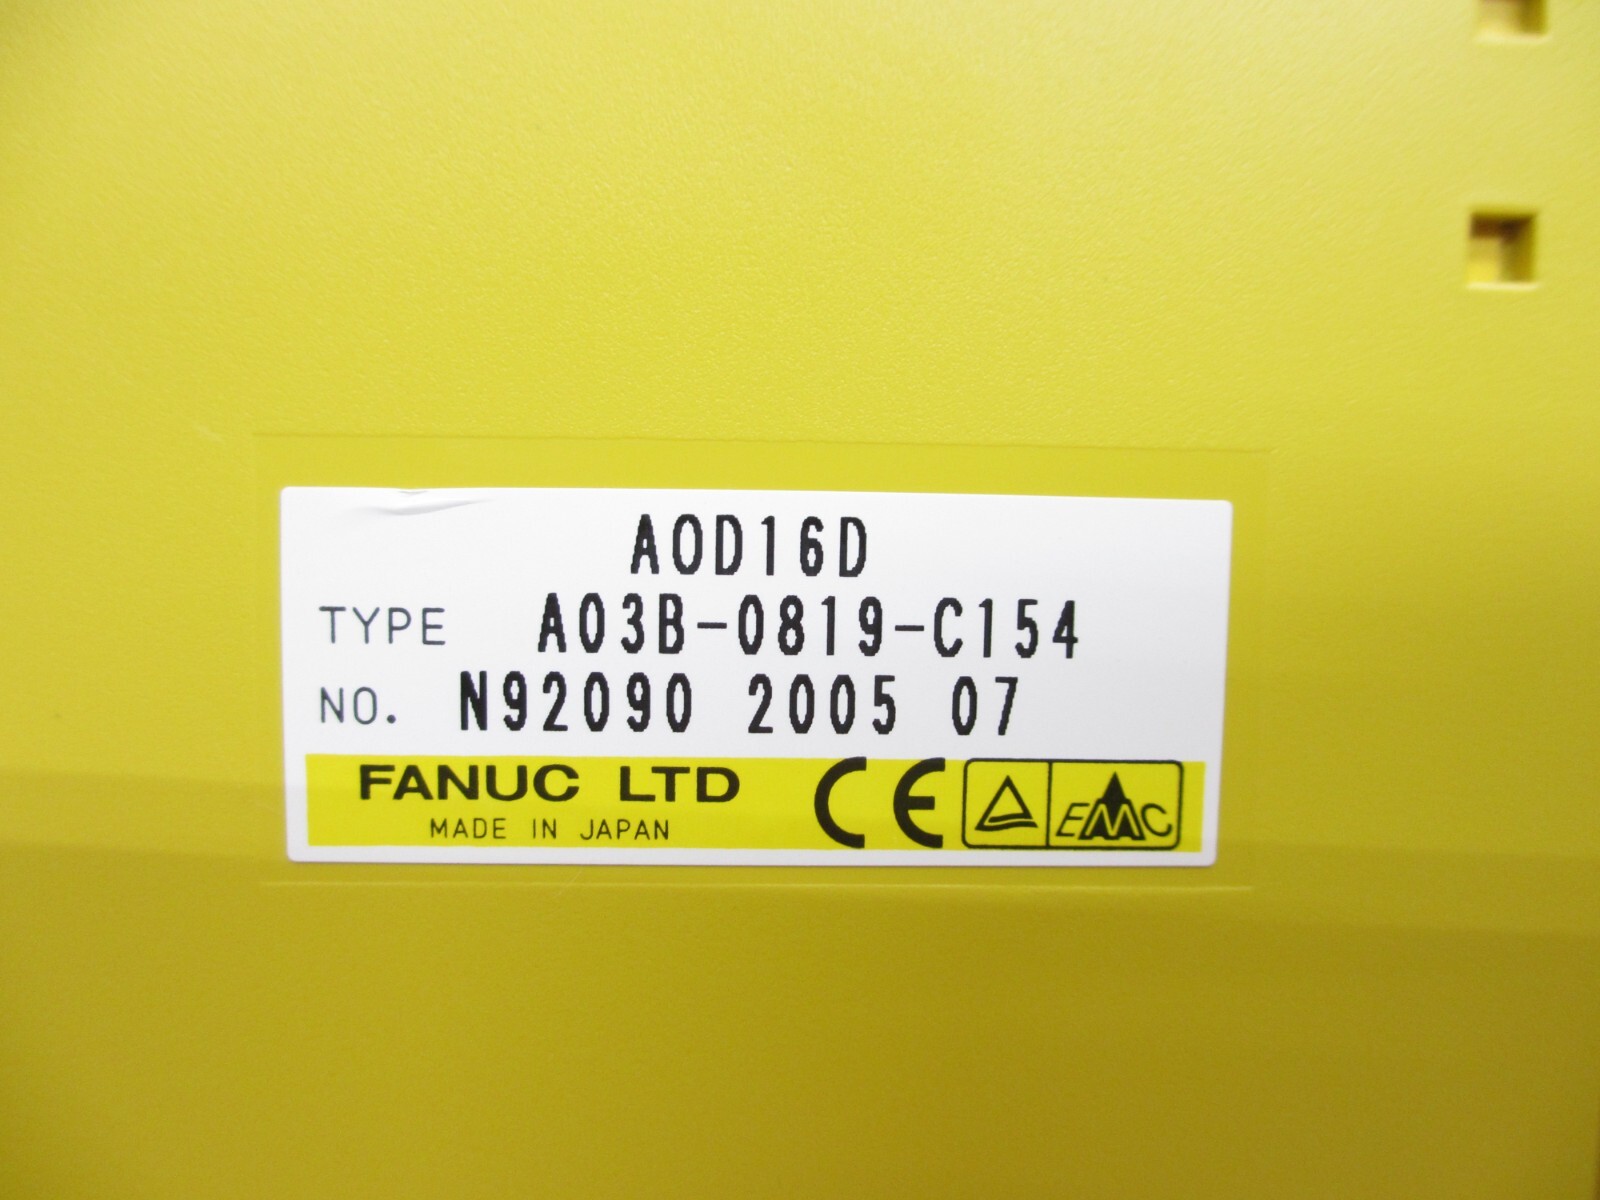 AOD16D
TYPE A03B-0819-C154
NO. N92090 2005 07
FANUC LTD CE EMC
MADE IN JAPAN